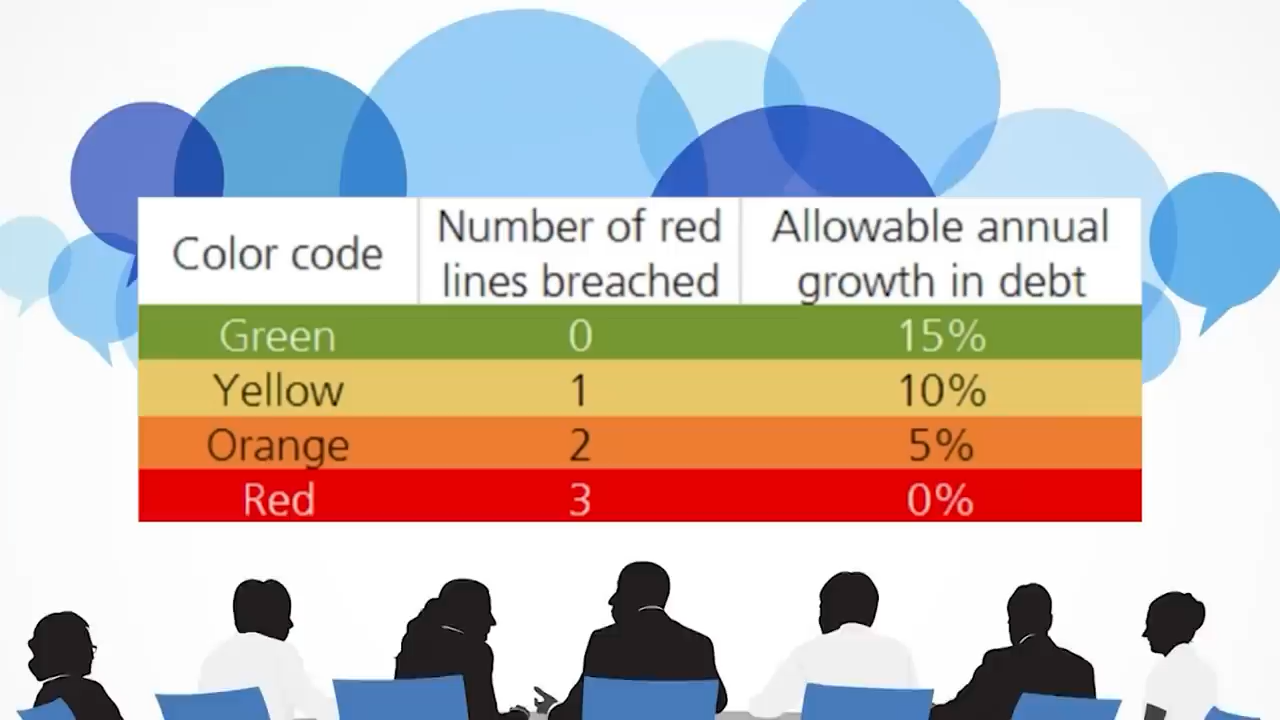 Color code
Number of red
lines breached
Allowable annual
growth in debt
Green 0 15%
Yellow 1 10%
Orange 2 5%
Red 3 0%